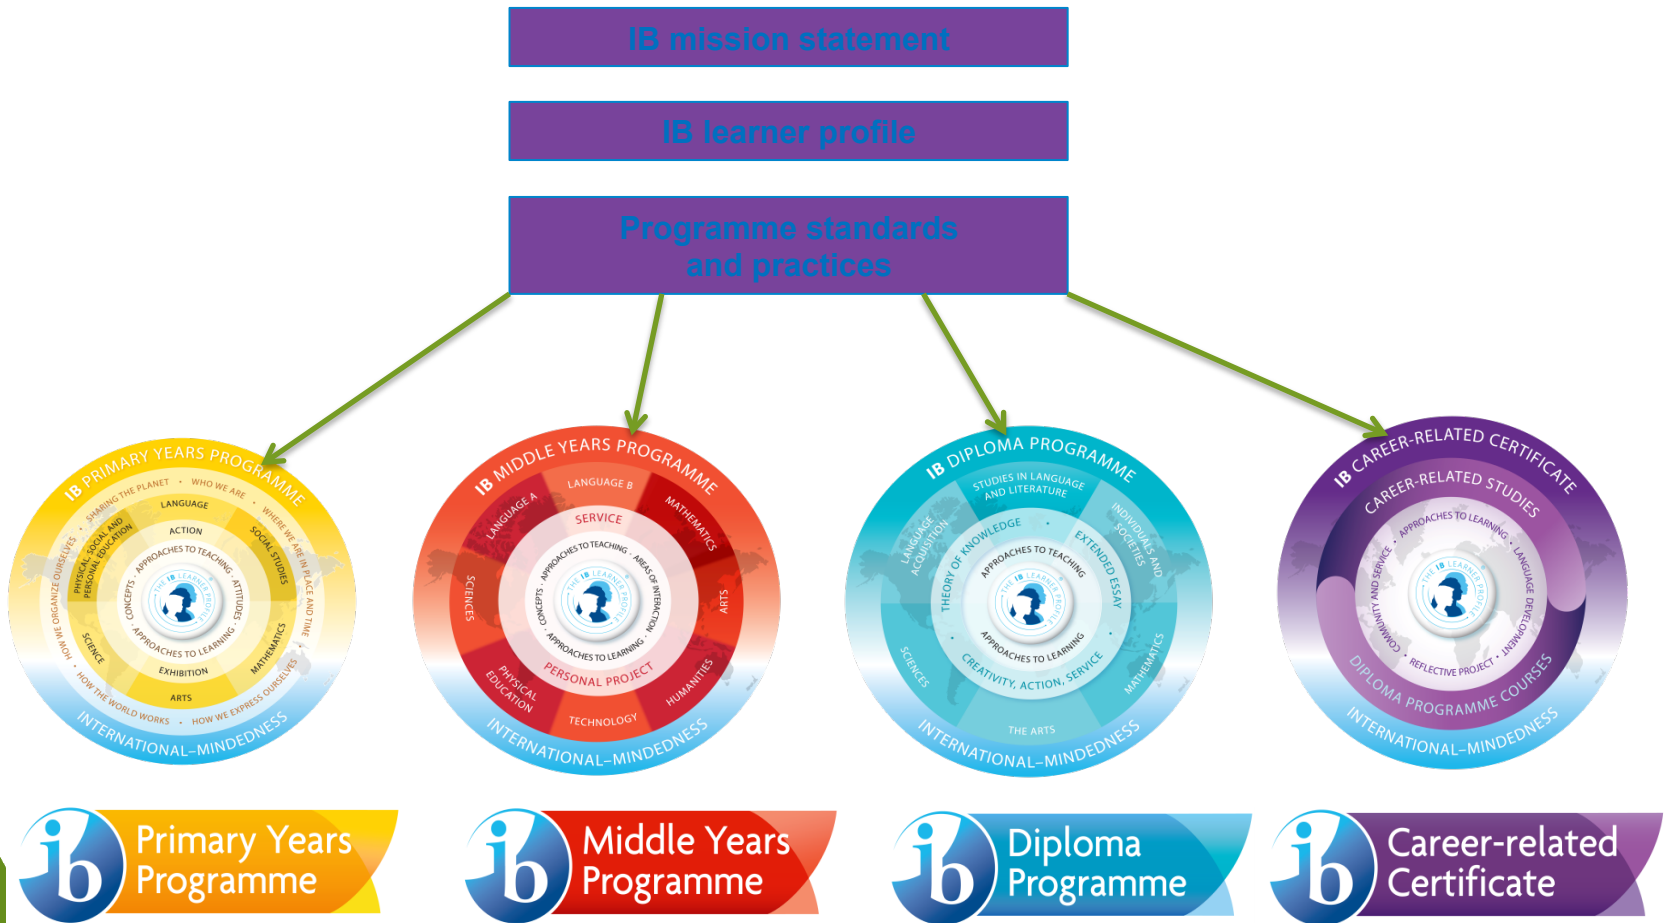 IB mission statement
IB learner profile
Programme standards
and practices
IB PRIMARY YEARS PROGRAMME
SHARING THE PLANET • WHO WE ARE • WHERE WE ARE IN PLACE AND TIME • HOW WE EXPRESS OURSELVES • HOW THE WORLD WORKS • HOW WE ORGANIZE OURSELVES •
LANGUAGE
SOCIAL STUDIES
MATHEMATICS
ARTS
SCIENCE
PHYSICAL, SOCIAL AND
PERSONAL EDUCATION
ACTION
EXHIBITION
CONCEPTS · APPROACHES TO TEACHING · ATTITUDES · APPROACHES TO LEARNING ·
THE IB LEARNER PROFILE
INTERNATIONAL–MINDEDNESS
IB MIDDLE YEARS PROGRAMME
LANGUAGE A
LANGUAGE B
MATHEMATICS
ARTS
HUMANITIES
TECHNOLOGY
PHYSICAL
EDUCATION
SCIENCES
SERVICE
PERSONAL PROJECT
CONCEPTS · APPROACHES TO TEACHING · AREAS OF INTERACTION · APPROACHES TO LEARNING ·
THE IB LEARNER PROFILE
INTERNATIONAL–MINDEDNESS
IB DIPLOMA PROGRAMME
STUDIES IN LANGUAGE
AND LITERATURE
INDIVIDUALS AND
SOCIETIES
MATHEMATICS
THE ARTS
SCIENCES
LANGUAGE
ACQUISITION
THEORY OF KNOWLEDGE • EXTENDED ESSAY • CREATIVITY, ACTION, SERVICE •
APPROACHES TO TEACHING
APPROACHES TO LEARNING
THE IB LEARNER PROFILE
INTERNATIONAL–MINDEDNESS
IB CAREER-RELATED CERTIFICATE
CAREER-RELATED STUDIES
DIPLOMA PROGRAMME COURSES
COMMUNITY AND SERVICE • APPROACHES TO LEARNING • LANGUAGE DEVELOPMENT • REFLECTIVE PROJECT •
THE IB LEARNER PROFILE
INTERNATIONAL–MINDEDNESS
ib
Primary Years
Programme
ib
Middle Years
Programme
ib
Diploma
Programme
ib
Career-related
Certificate